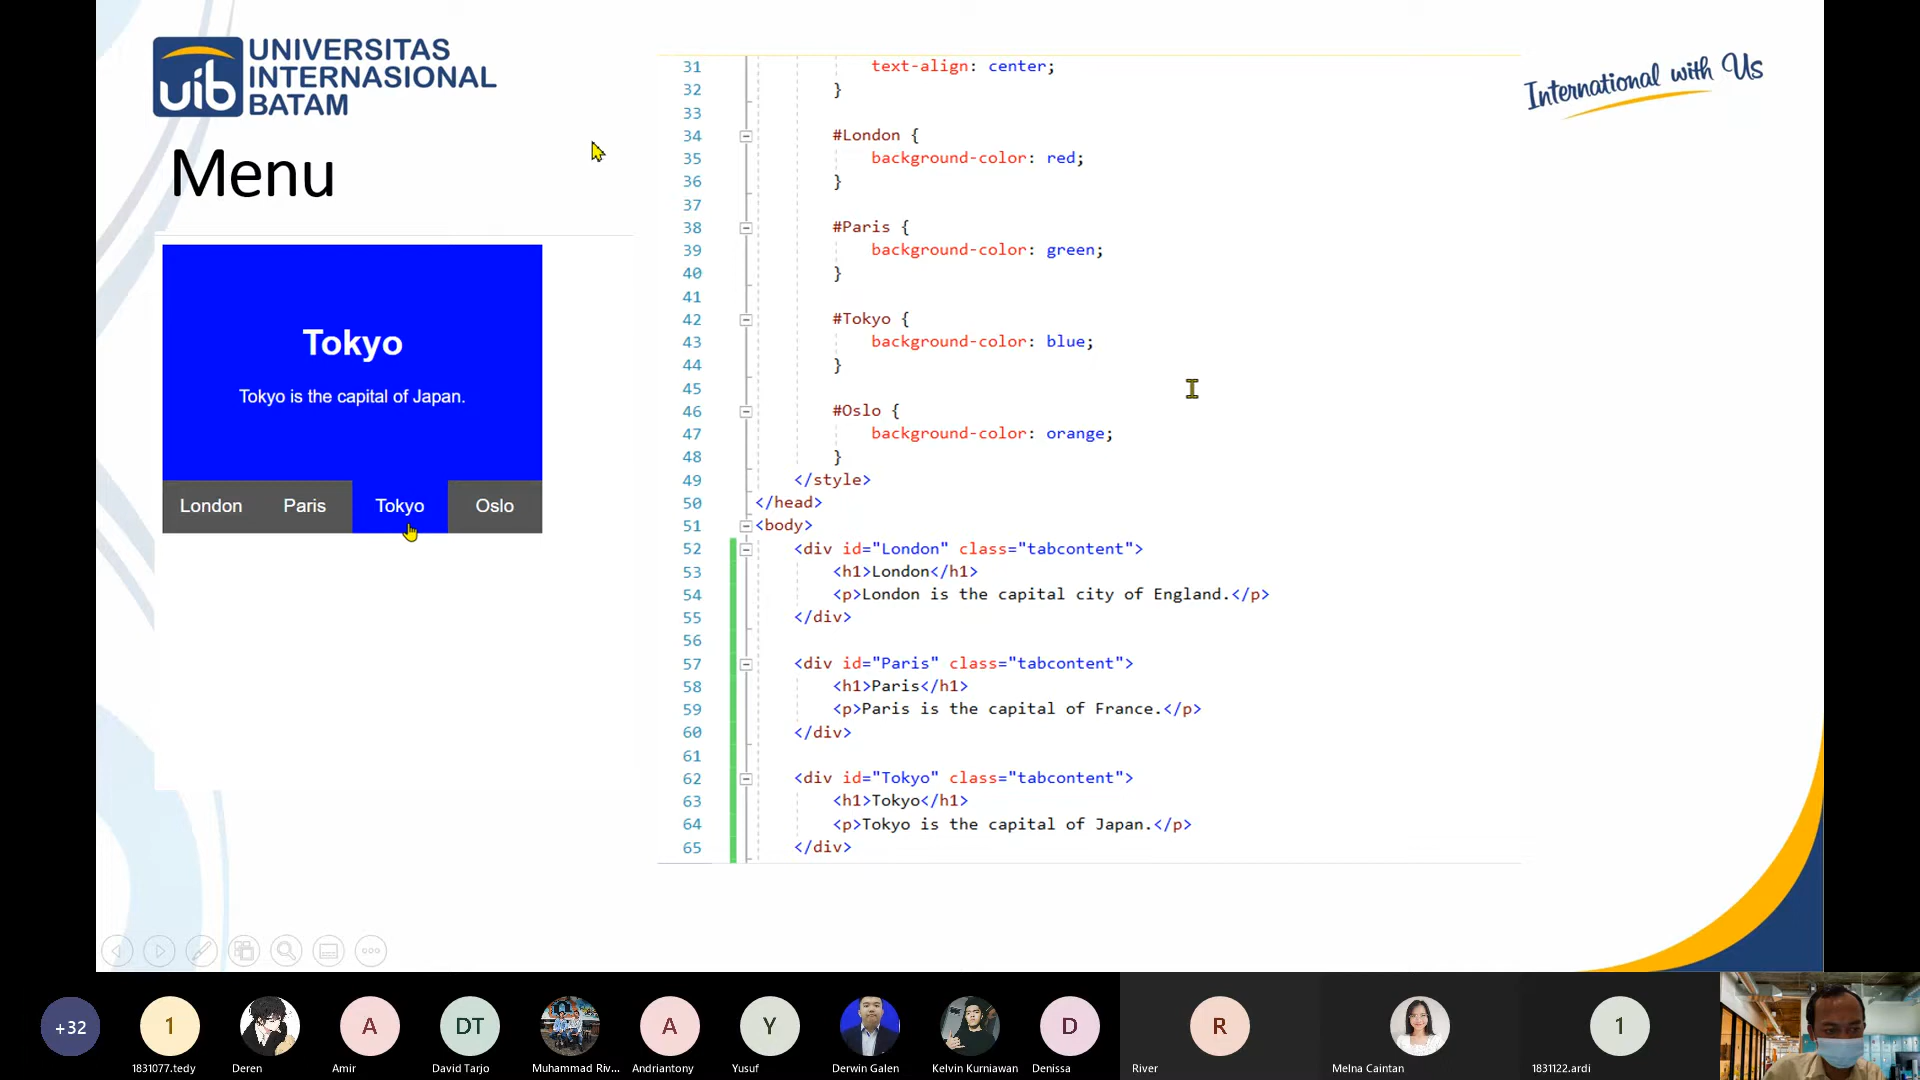 uib
UNIVERSITAS
INTERNASIONAL
BATAM
International with Us
Menu
Tokyo
Tokyo is the capital of Japan.
London
Paris
Tokyo
Oslo
31 text-align: center;
32 }
33
34 #London {
35 background-color: red;
36 }
37
38 #Paris {
39 background-color: green;
40 }
41
42 #Tokyo {
43 background-color: blue;
44 }
45
46 #Oslo {
47 background-color: orange;
48 }
49 </style>
50 </head>
51 <body>
52 <div id="London" class="tabcontent">
53 <h1>London</h1>
54 <p>London is the capital city of England.</p>
55 </div>
56
57 <div id="Paris" class="tabcontent">
58 <h1>Paris</h1>
59 <p>Paris is the capital of France.</p>
60 </div>
61
62 <div id="Tokyo" class="tabcontent">
63 <h1>Tokyo</h1>
64 <p>Tokyo is the capital of Japan.</p>
65 </div>
+32
1
1831077.tedy
Deren
A
Amir
DT
David Tarjo
Muhammad Riv...
A
Andriantony
Y
Yusuf
Derwin Galen
Kelvin Kurniawan
D
Denissa
R
River
Melna Caintan
1
1831122.ardi